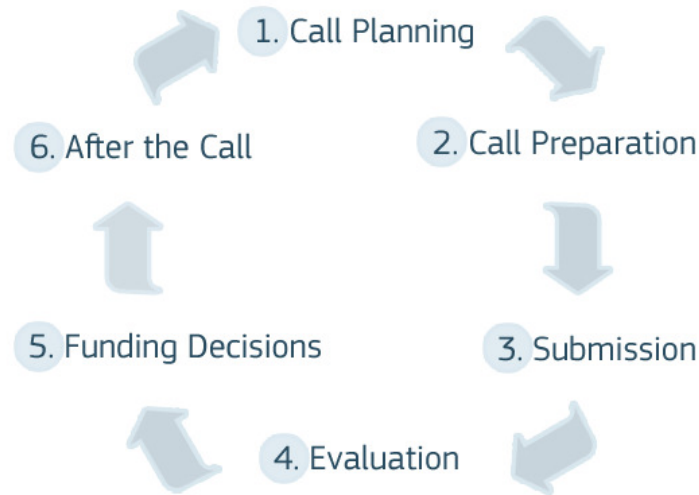 1. Call Planning
2. Call Preparation
3. Submission
4. Evaluation
5. Funding Decisions
6. After the Call